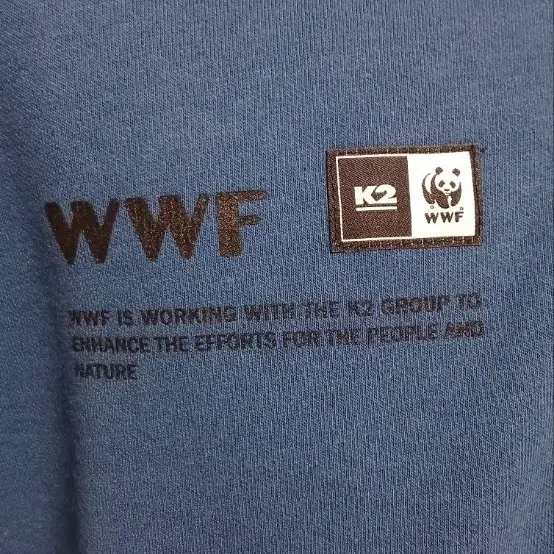 WWF
K2
WWF
WWF IS WORKING WITH THE K2 GROUP TO
ENHANCE THE EFFORTS FOR THE PEOPLE AND
NATURE